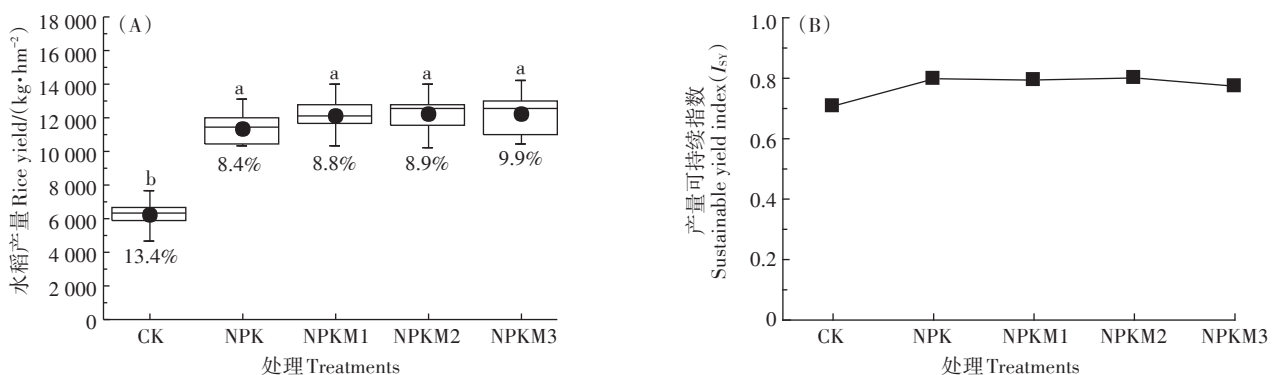 (A)
水稻产量 Rice yield/(kg·hm⁻²)
18 000
16 000
14 000
12 000
10 000
8 000
6 000
4 000
2 000
0
b
a
a
a
a
13.4%
8.4%
8.8%
8.9%
9.9%
CK NPK NPKM1 NPKM2 NPKM3
处理 Treatments
(B)
产量可持续指数
Sustainable yield index(I_SY)
1.0
0.8
0.6
0.4
0.2
0
CK NPK NPKM1 NPKM2 NPKM3
处理 Treatments